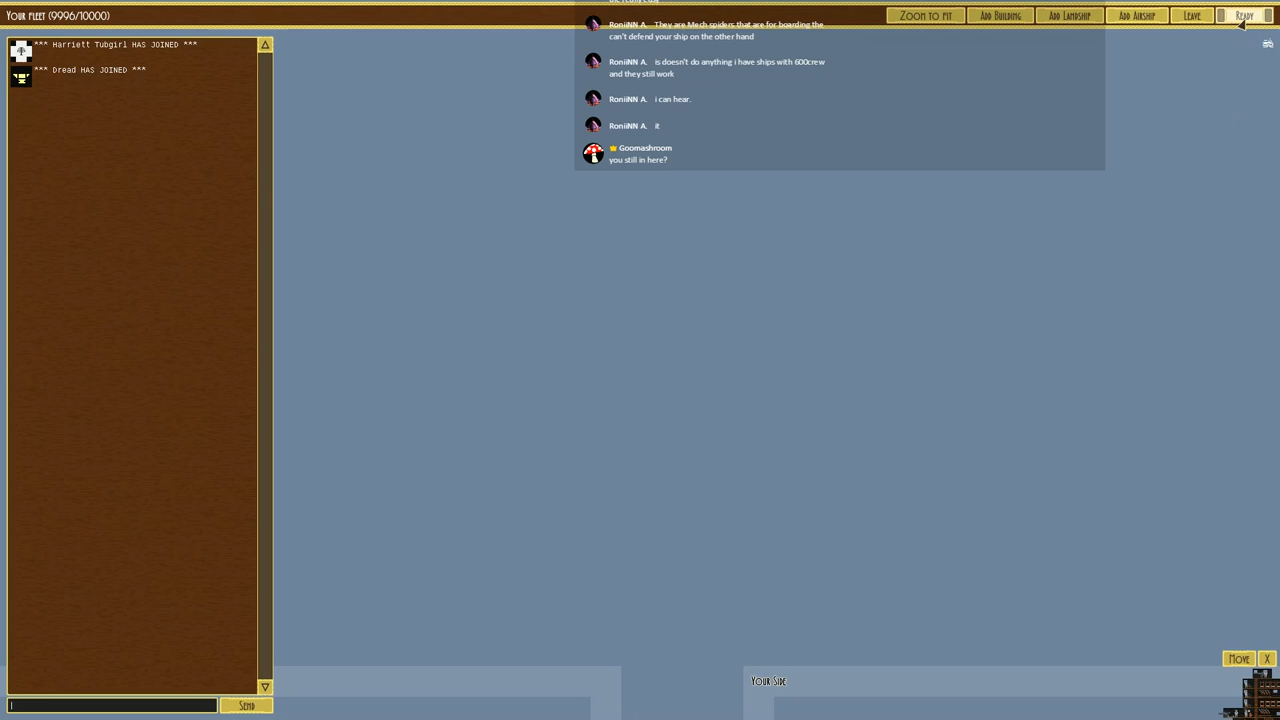 Your fleet (9996/10000)
Zoom to fit
Add Building
Add Landship
Add Airship
Leave
Ready
*** Harriett Tubgirl HAS JOINED ***
*** Dread HAS JOINED ***
RoniiNN A. They are Mech spiders that are for boarding the
can't defend your ship on the other hand
RoniiNN A. is doesn't do anything i have ships with 600crew
and they still work
RoniiNN A. i can hear.
RoniiNN A. it
Goomashroom
you still in here?
Move
X
Your Side
Send